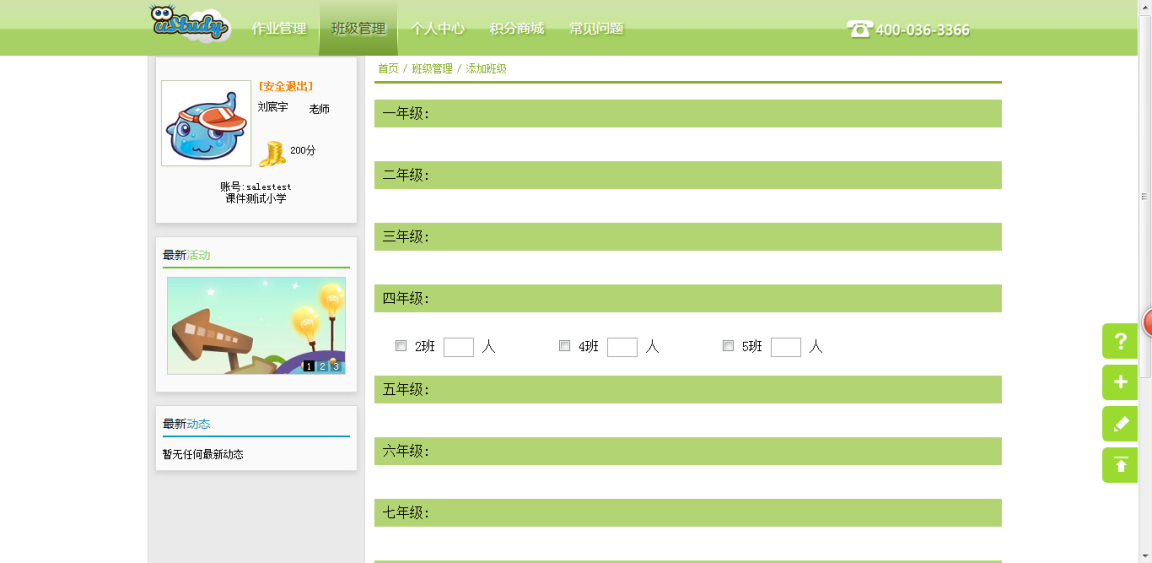 uStudy 作业管理 班级管理 个人中心 积分商城 常见问题 400-036-3366
首页 / 班级管理 / 添加班级
[安全退出]
刘宸宇 老师
200分
账号:salestest
课件测试小学
最新活动
1 2 3
最新动态
暂无任何最新动态
一年级:
二年级:
三年级:
四年级:
2班 人 4班 人 5班 人
五年级:
六年级:
七年级: